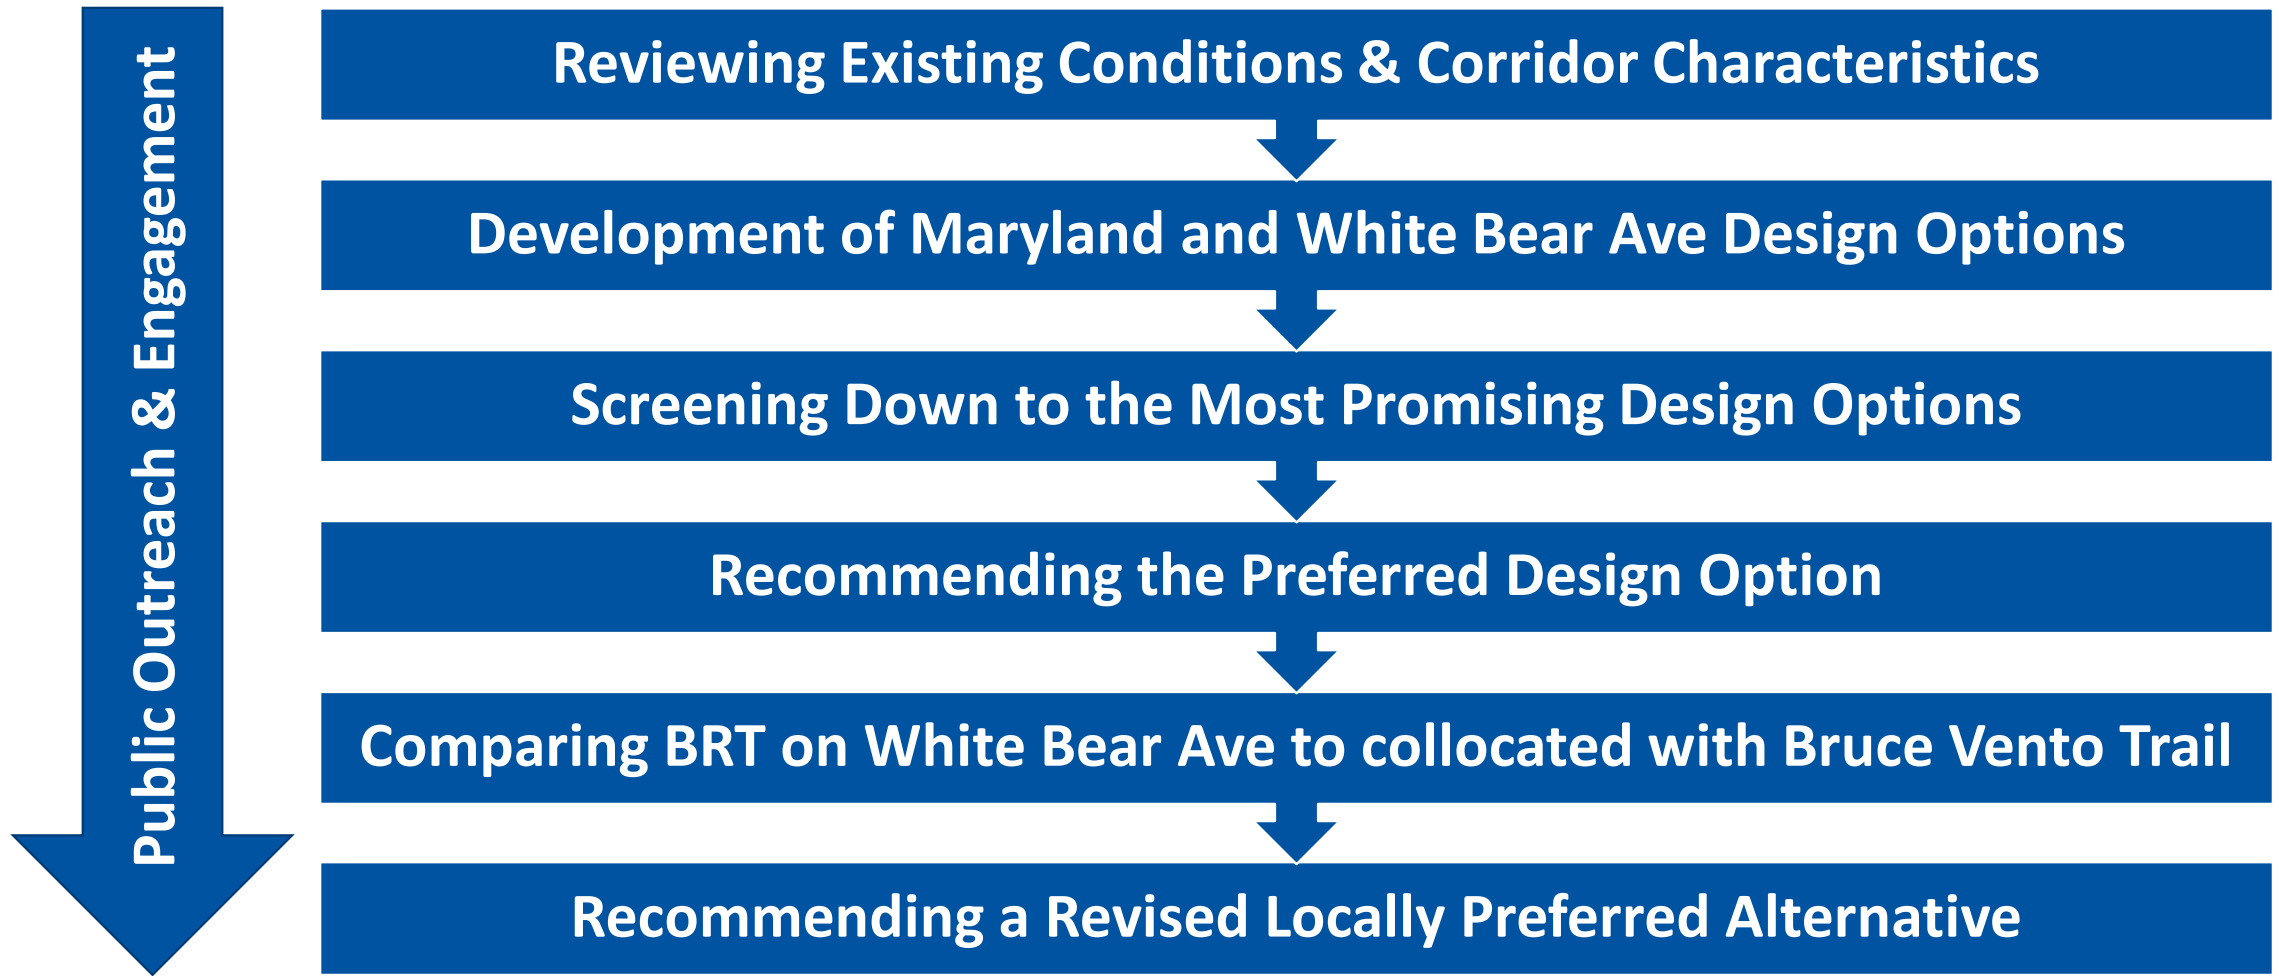 Public Outreach & Engagement
Reviewing Existing Conditions & Corridor Characteristics
Development of Maryland and White Bear Ave Design Options
Screening Down to the Most Promising Design Options
Recommending the Preferred Design Option
Comparing BRT on White Bear Ave to collocated with Bruce Vento Trail
Recommending a Revised Locally Preferred Alternative